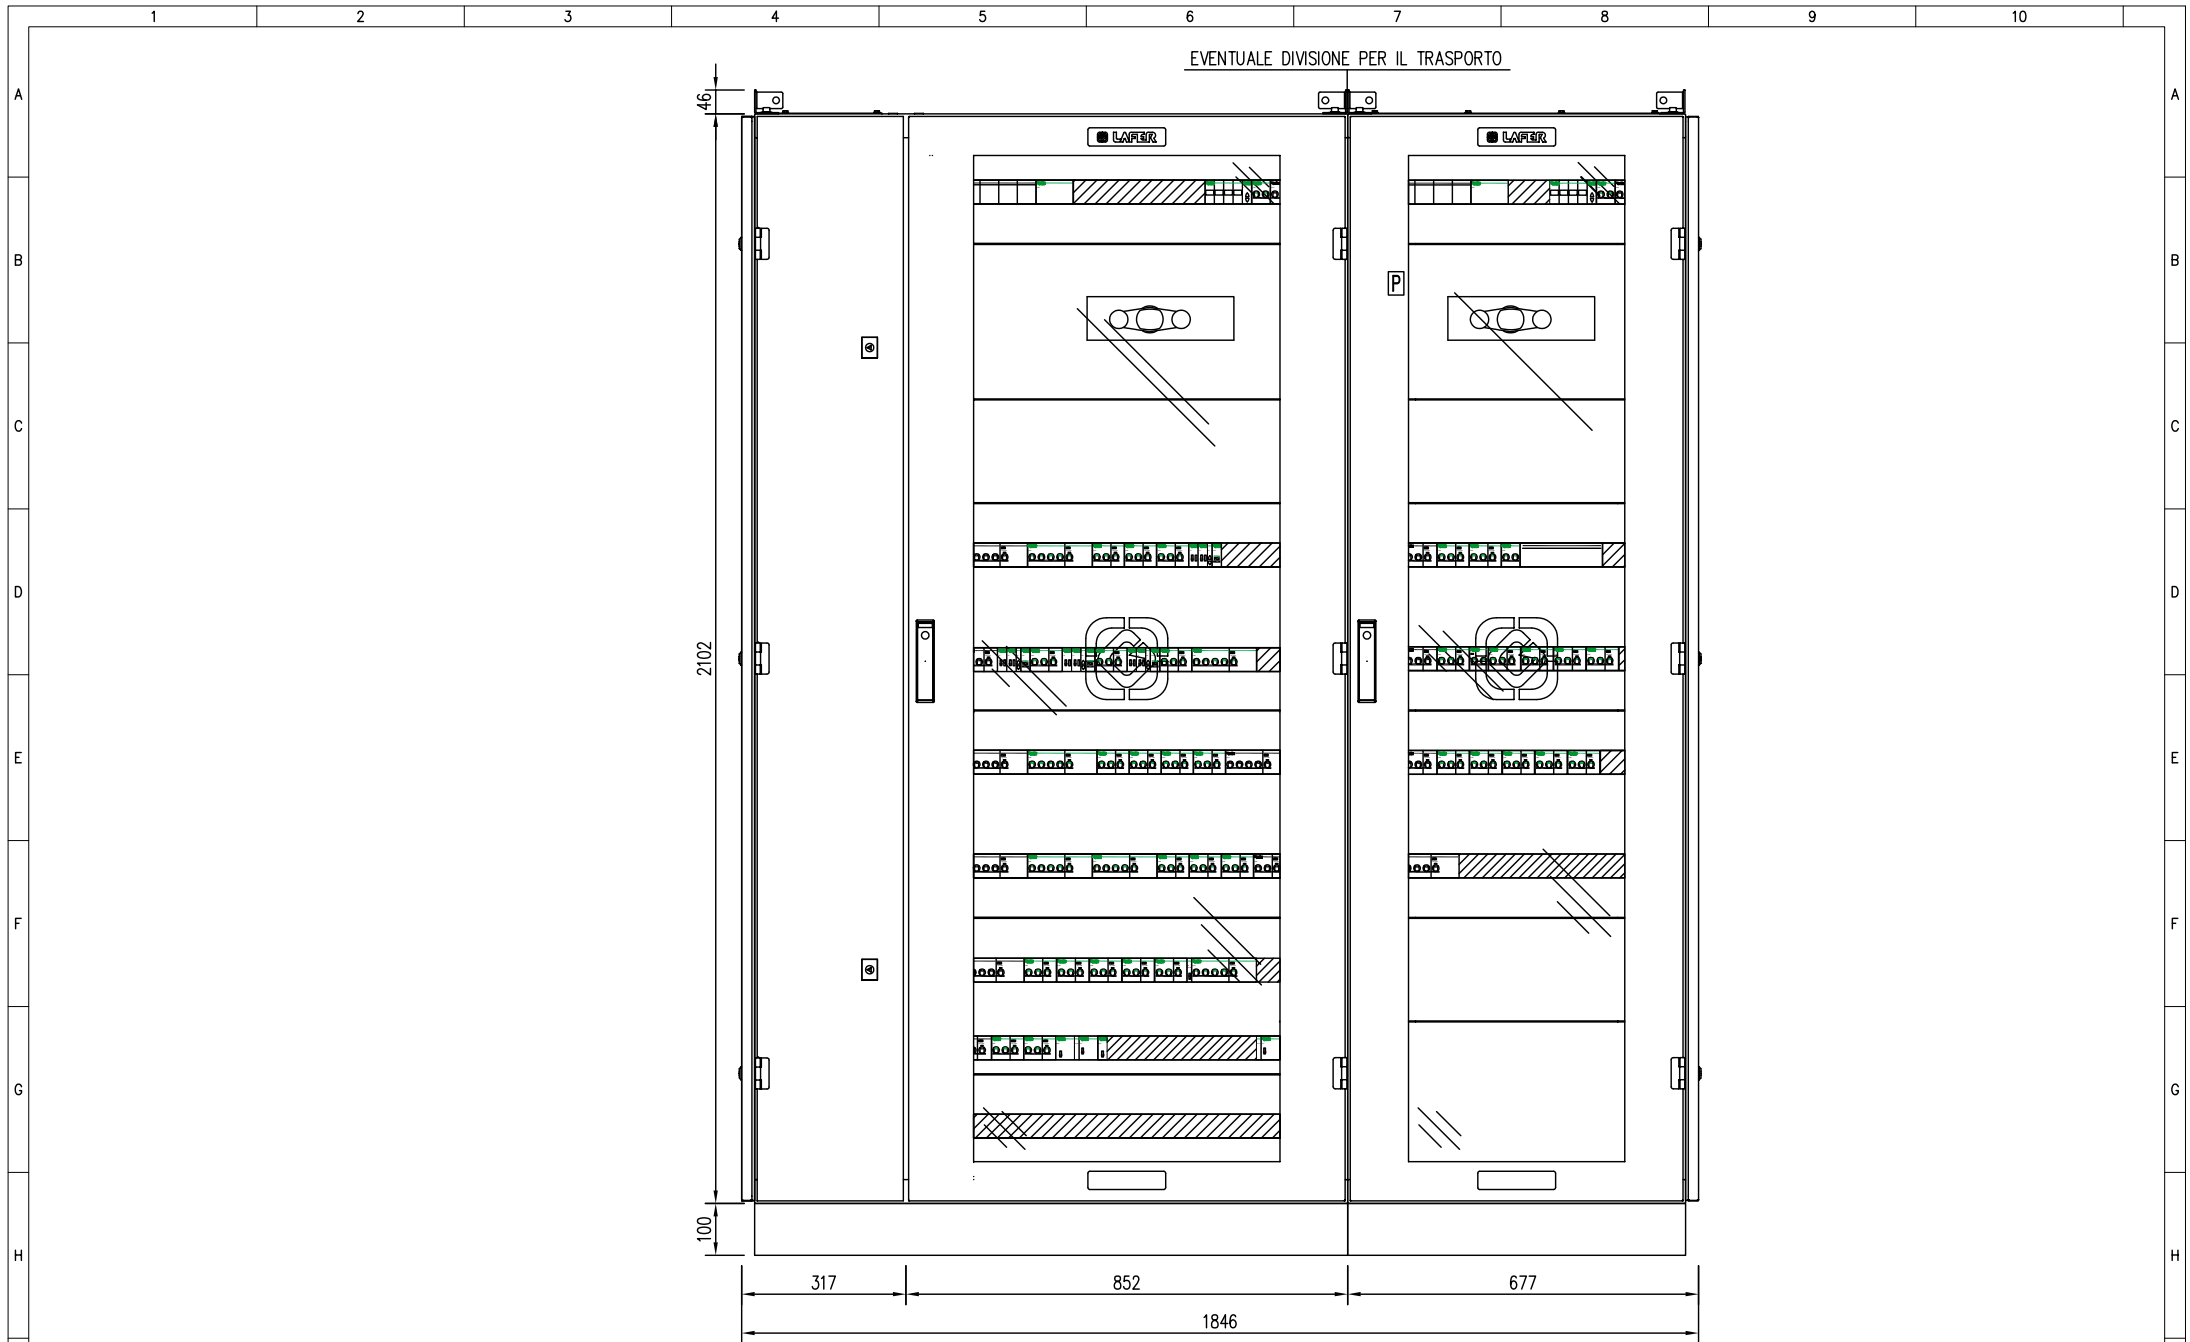 1 2 3 4 5 6 7 8 9 10
EVENTUALE DIVISIONE PER IL TRASPORTO
A A
46
LAFER LAFER
B B
P
C C
D D
2102
E E
F F
G G
100
H H
317 852 677
1846